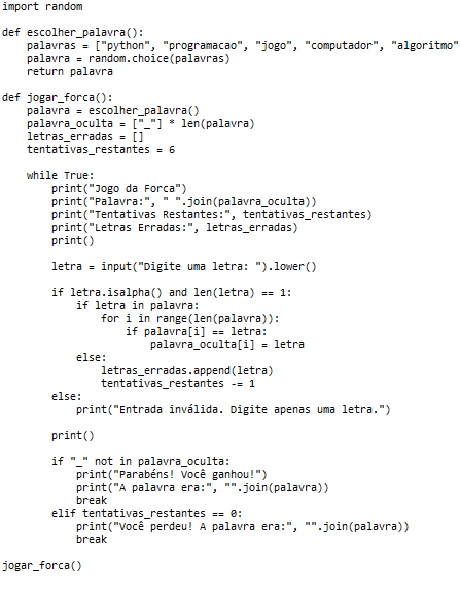 import random

def escolher_palavra():
    palavras = ["python", "programacao", "jogo", "computador", "algoritmo"
    palavra = random.choice(palavras)
    return palavra

def jogar_forca():
    palavra = escolher_palavra()
    palavra_oculta = ["_"] * len(palavra)
    letras_erradas = []
    tentativas_restantes = 6

    while True:
        print("Jogo da Forca")
        print("Palavra:", " ".join(palavra_oculta))
        print("Tentativas Restantes:", tentativas_restantes)
        print("Letras Erradas:", letras_erradas)
        print()

        letra = input("Digite uma letra: ").lower()

        if letra.isalpha() and len(letra) == 1:
            if letra in palavra:
                for i in range(len(palavra)):
                    if palavra[i] == letra:
                        palavra_oculta[i] = letra
            else:
                letras_erradas.append(letra)
                tentativas_restantes -= 1
        else:
            print("Entrada inválida. Digite apenas uma letra.")

        print()

        if "_" not in palavra_oculta:
            print("Parabéns! Você ganhou!")
            print("A palavra era:", "".join(palavra))
            break
        elif tentativas_restantes == 0:
            print("Você perdeu! A palavra era:", "".join(palavra))
            break

jogar_forca()